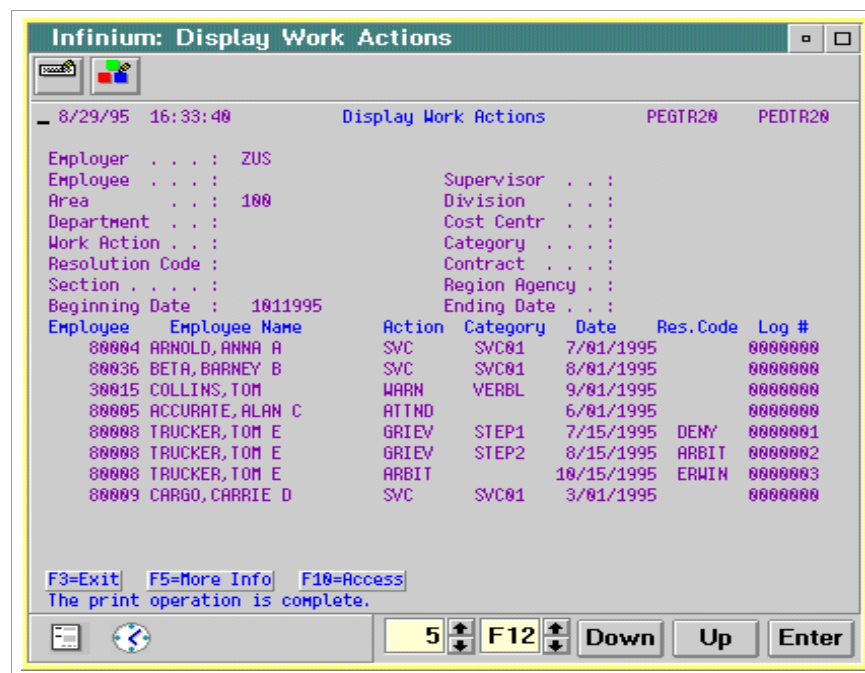 Infinium: Display Work Actions
8/29/95 16:33:40 Display Work Actions PEGTR20 PEDTR20
Employer . . . : ZUS
Employee . . . : Supervisor . . :
Area . . : 100 Division . . :
Department . . : Cost Centr . . :
Work Action . . : Category . . . :
Resolution Code : Contract . . . :
Section . . . . : Region Agency . :
Beginning Date : 1011995 Ending Date . . :
Employee Employee Name Action Category Date Res.Code Log #
80004 ARNOLD,ANNA A SVC SVC01 7/01/1995 0000000
80036 BETA,BARNEY B SVC SVC01 8/01/1995 0000000
30015 COLLINS,TOM WARN VERBL 9/01/1995 0000000
80005 ACCURATE,ALAN C ATTND 6/01/1995 0000000
80008 TRUCKER,TOM E GRIEV STEP1 7/15/1995 DENY 0000001
80008 TRUCKER,TOM E GRIEV STEP2 8/15/1995 ARBIT 0000002
80008 TRUCKER,TOM E ARBIT 10/15/1995 ERWIN 0000003
80009 CARGO,CARRIE D SVC SVC01 3/01/1995 0000000
F3=Exit F5=More Info F10=Access
The print operation is complete.
5 F12 Down Up Enter